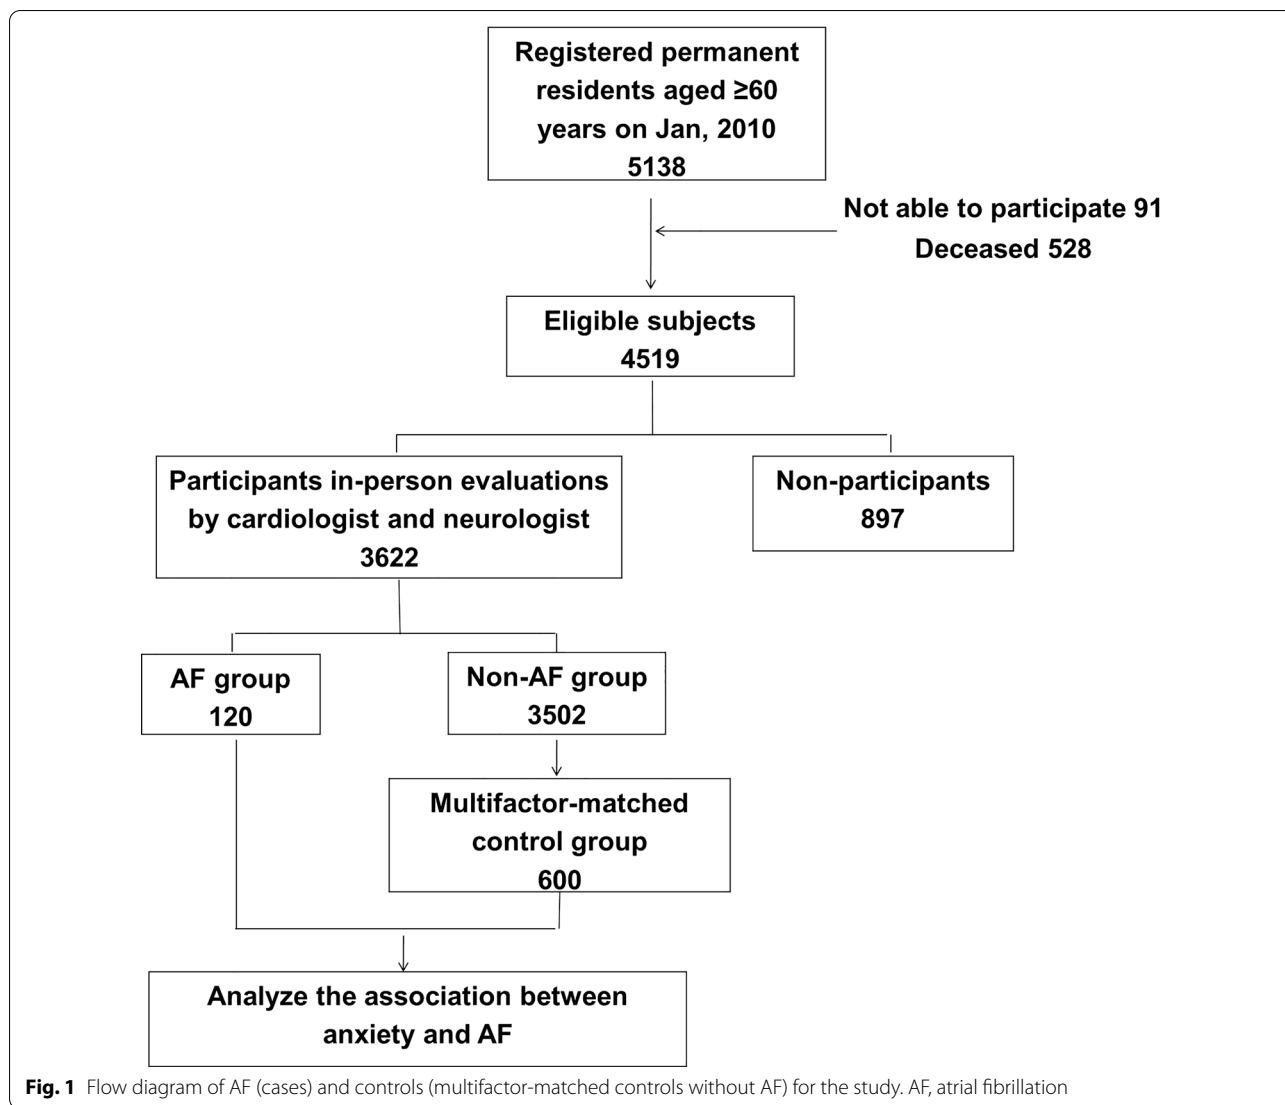 Registered permanent
residents aged ≥60
years on Jan, 2010
5138
Not able to participate 91
Deceased 528
Eligible subjects
4519
Participants in-person evaluations
by cardiologist and neurologist
3622
Non-participants
897
AF group
120
Non-AF group
3502
Multifactor-matched
control group
600
Analyze the association between
anxiety and AF
Fig. 1 Flow diagram of AF (cases) and controls (multifactor-matched controls without AF) for the study. AF, atrial fibrillation